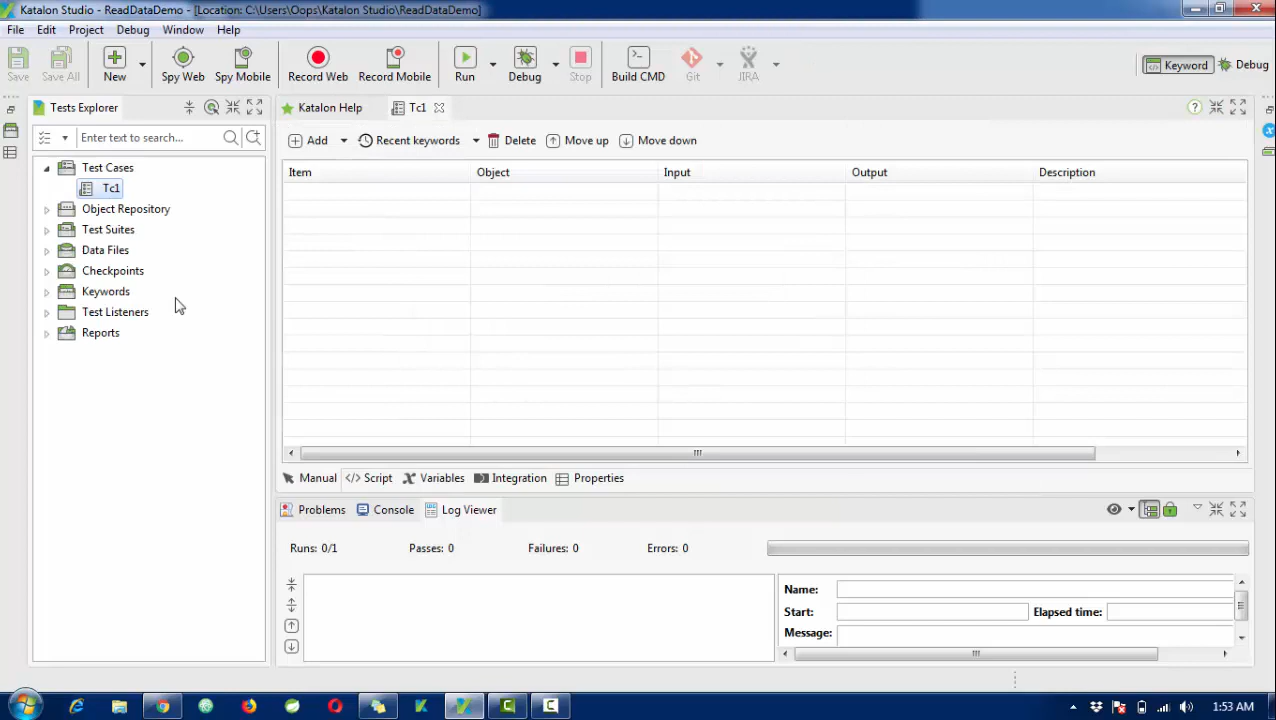 Katalon Studio - ReadDataDemo - [Location: C:\Users\Oops\Katalon Studio\ReadDataDemo]
File Edit Project Debug Window Help
Save Save All New Spy Web Spy Mobile Record Web Record Mobile Run Debug Stop Build CMD Git JIRA Keyword Debug
Tests Explorer
Katalon Help Tc1
Enter text to search...
Add Recent keywords Delete Move up Move down
Item Object Input Output Description
Test Cases
Tc1
Object Repository
Test Suites
Data Files
Checkpoints
Keywords
Test Listeners
Reports
Manual </> Script Variables Integration Properties
Problems Console Log Viewer
Runs: 0/1 Passes: 0 Failures: 0 Errors: 0
Name:
Start: Elapsed time:
Message:
1:53 AM